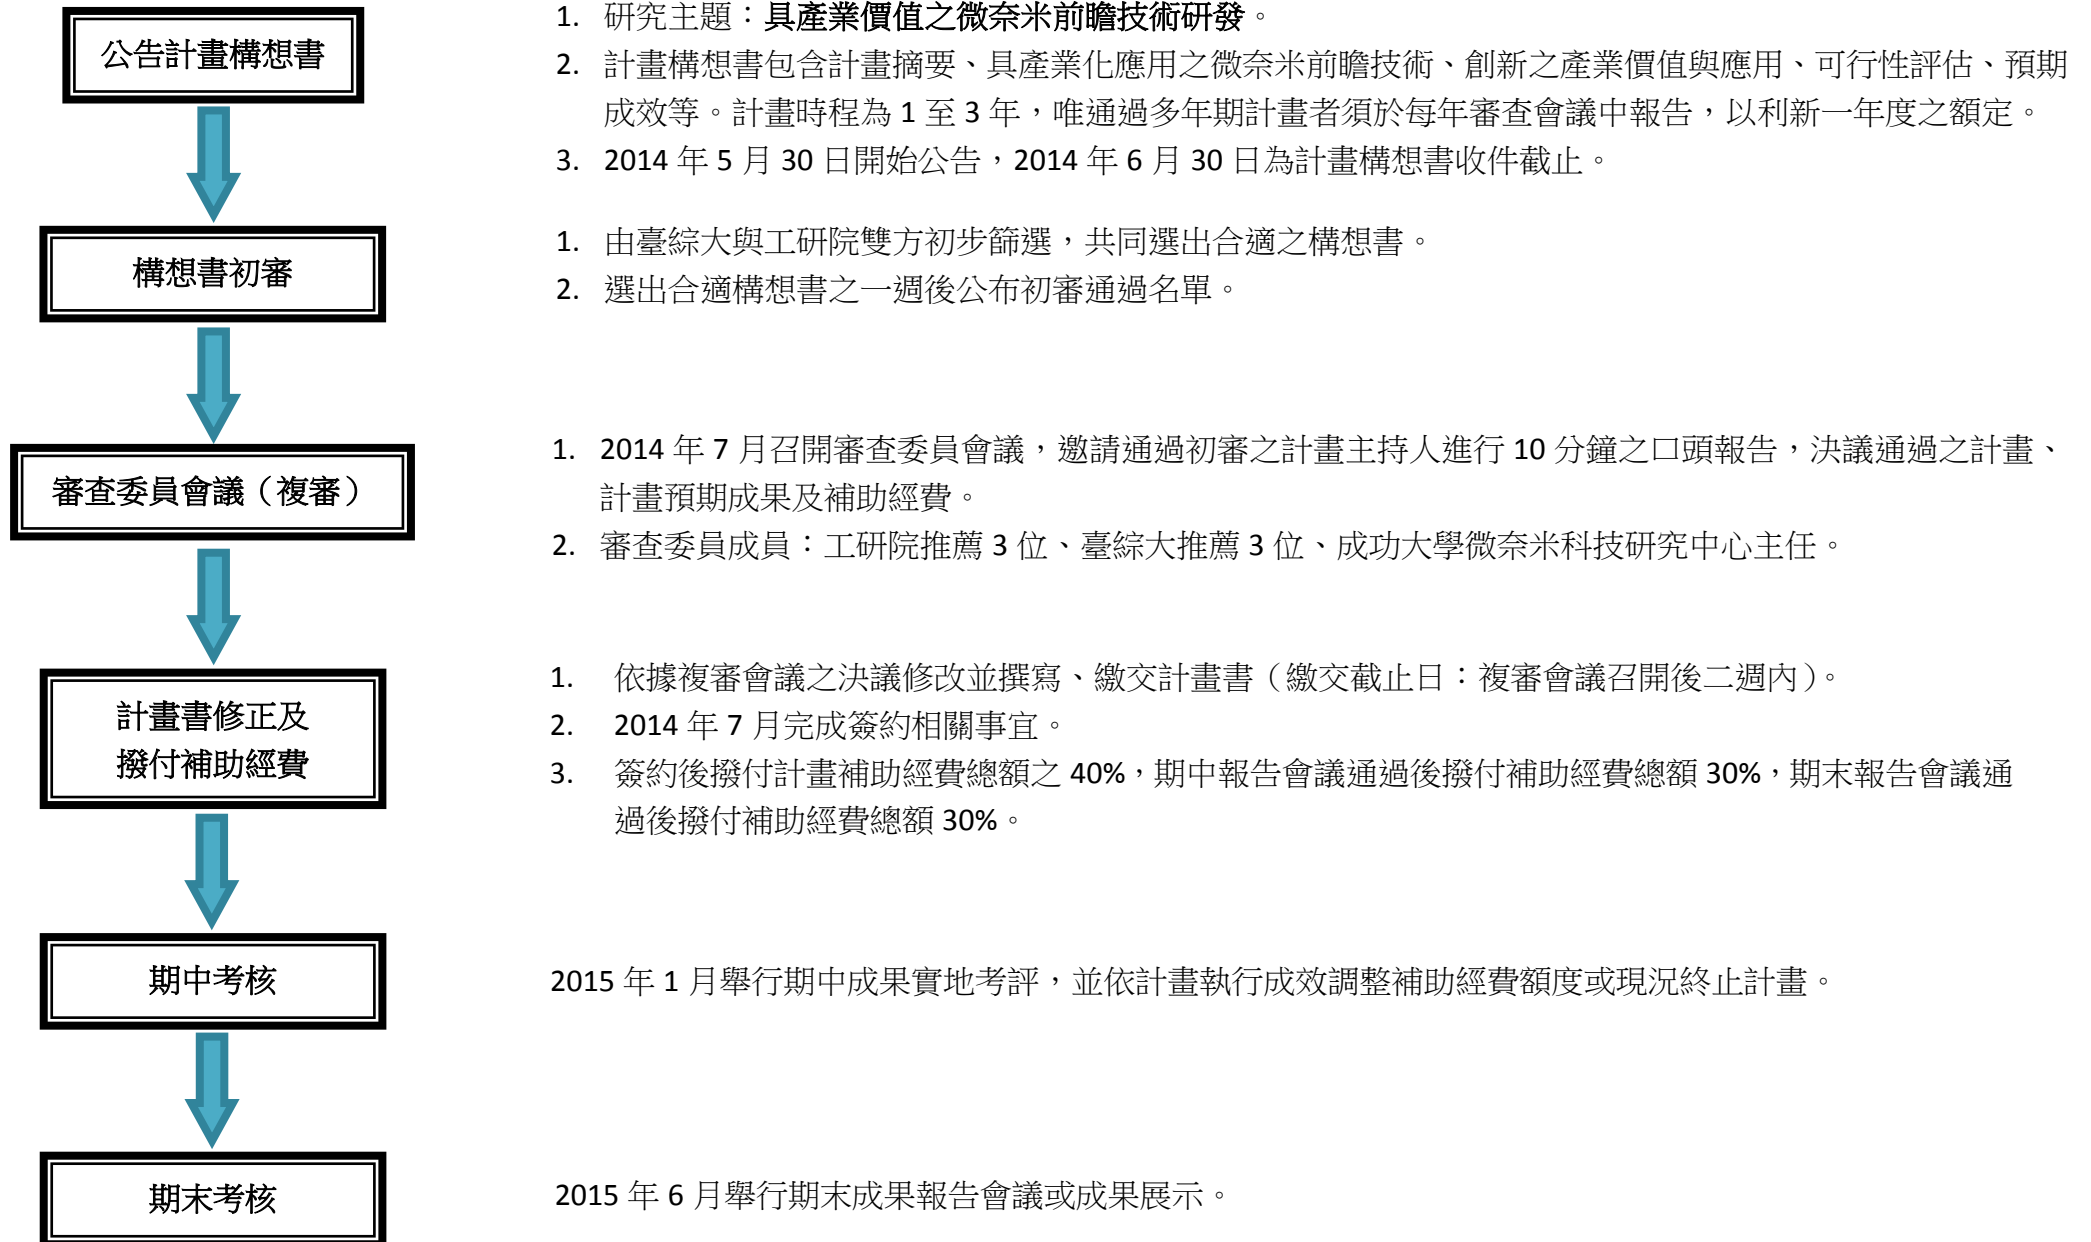 公告計畫構想書
1. 研究主題：具產業價值之微奈米前瞻技術研發。
2. 計畫構想書包含計畫摘要、具產業化應用之微奈米前瞻技術、創新之產業價值與應用、可行性評估、預期
成效等。計畫時程為 1 至 3 年，唯通過多年期計畫者須於每年審查會議中報告，以利新一年度之額定。
3. 2014 年 5 月 30 日開始公告，2014 年 6 月 30 日為計畫構想書收件截止。
構想書初審
1. 由臺綜大與工研院雙方初步篩選，共同選出合適之構想書。
2. 選出合適構想書之一週後公布初審通過名單。
審查委員會議（複審）
1. 2014 年 7 月召開審查委員會議，邀請通過初審之計畫主持人進行 10 分鐘之口頭報告，決議通過之計畫、
計畫預期成果及補助經費。
2. 審查委員成員：工研院推薦 3 位、臺綜大推薦 3 位、成功大學微奈米科技研究中心主任。
計畫書修正及
撥付補助經費
1. 依據複審會議之決議修改並撰寫、繳交計畫書（繳交截止日：複審會議召開後二週內）。
2. 2014 年 7 月完成簽約相關事宜。
3. 簽約後撥付計畫補助經費總額之 40%，期中報告會議通過後撥付補助經費總額 30%，期末報告會議通
過後撥付補助經費總額 30%。
期中考核
2015 年 1 月舉行期中成果實地考評，並依計畫執行成效調整補助經費額度或現況終止計畫。
期末考核
2015 年 6 月舉行期末成果報告會議或成果展示。